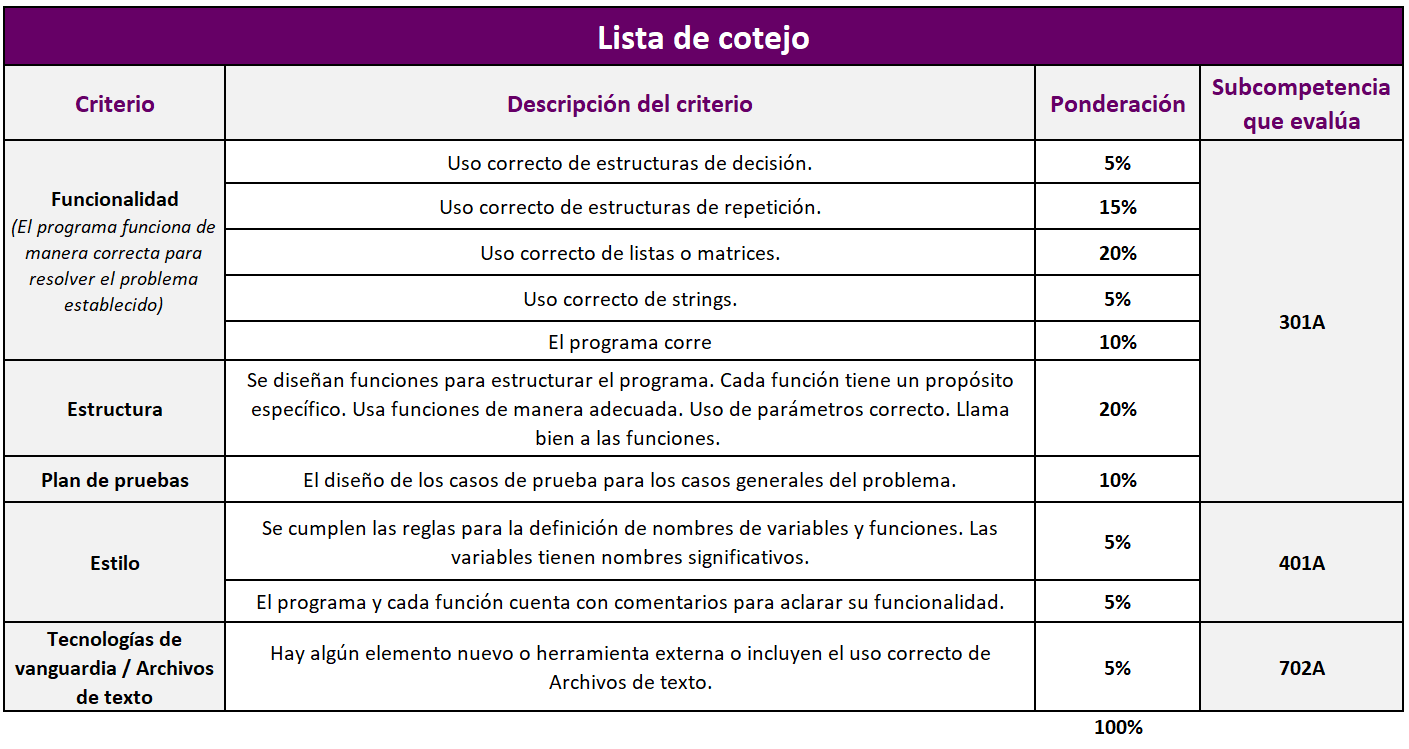 Lista de cotejo
Criterio
Descripción del criterio
Ponderación
Subcompetencia
que evalúa
Funcionalidad
(El programa funciona de
manera correcta para
resolver el problema
establecido)
Uso correcto de estructuras de decisión.
5%
Uso correcto de estructuras de repetición.
15%
Uso correcto de listas o matrices.
20%
Uso correcto de strings.
5%
El programa corre
10%
301A
Estructura
Se diseñan funciones para estructurar el programa. Cada función tiene un propósito
específico. Usa funciones de manera adecuada. Uso de parámetros correcto. Llama
bien a las funciones.
20%
Plan de pruebas
El diseño de los casos de prueba para los casos generales del problema.
10%
Estilo
Se cumplen las reglas para la definición de nombres de variables y funciones. Las
variables tienen nombres significativos.
5%
El programa y cada función cuenta con comentarios para aclarar su funcionalidad.
5%
401A
Tecnologías de
vanguardia / Archivos
de texto
Hay algún elemento nuevo o herramienta externa o incluyen el uso correcto de
Archivos de texto.
5%
702A
100%